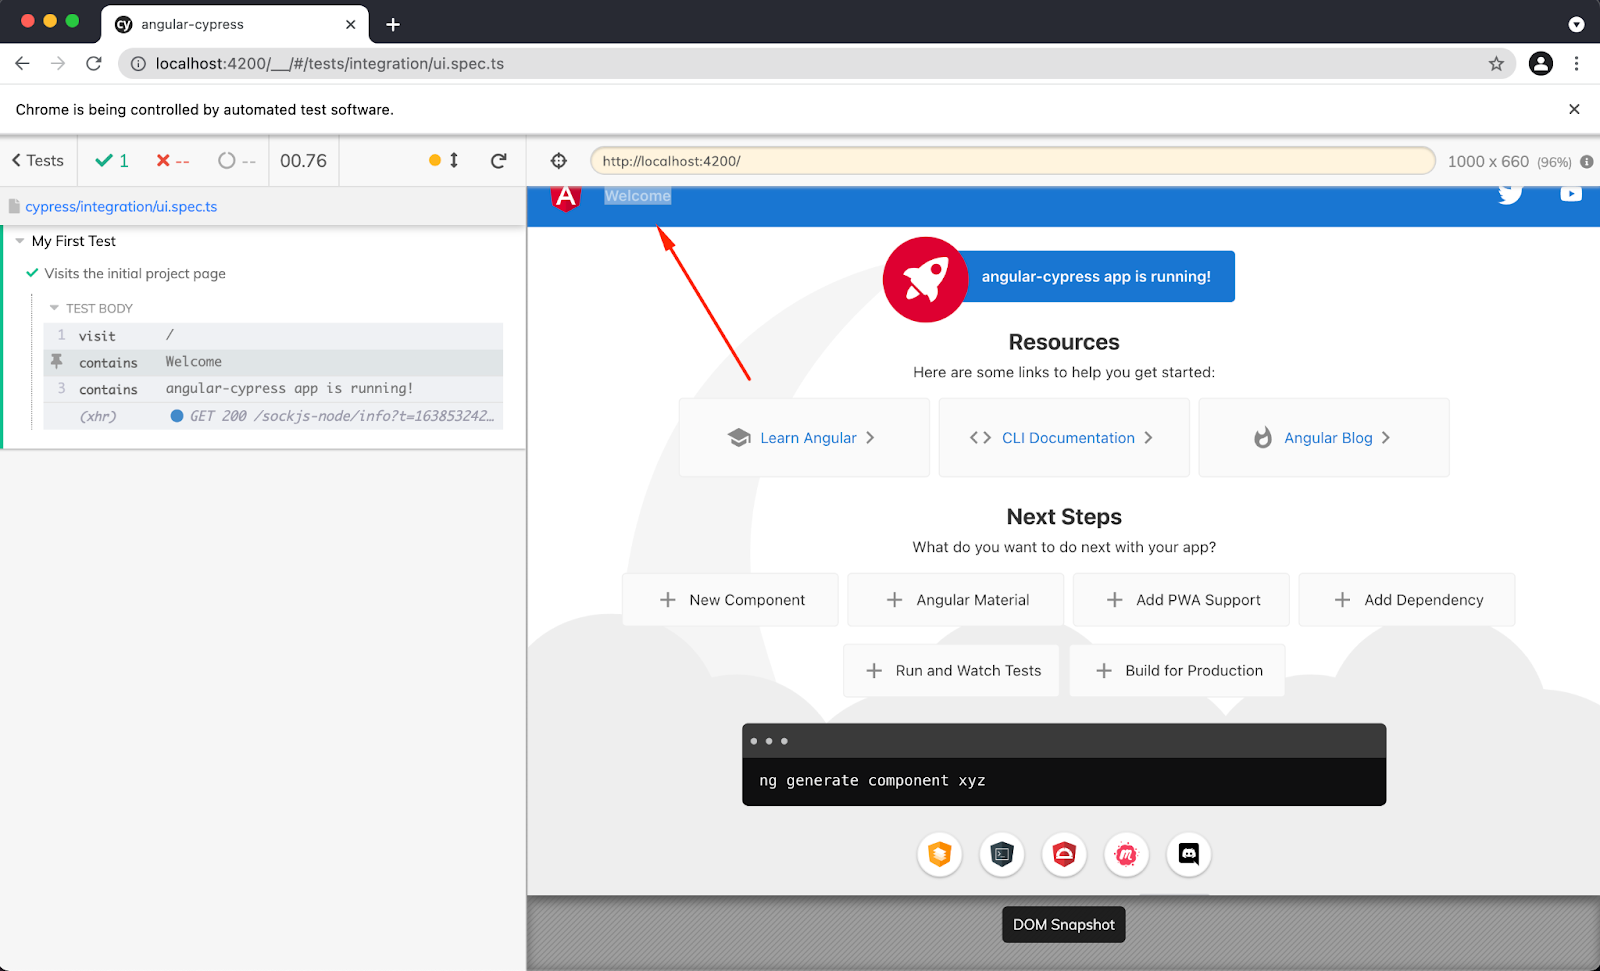 angular-cypress
localhost:4200/__/#/tests/integration/ui.spec.ts
Chrome is being controlled by automated test software.
Tests 1 -- -- 00.76
http://localhost:4200/ 1000 x 660 (96%)
cypress/integration/ui.spec.ts
My First Test
Visits the initial project page
TEST BODY
1 visit /
contains Welcome
3 contains angular-cypress app is running!
(xhr) GET 200 /sockjs-node/info?t=163853242...
Welcome
angular-cypress app is running!
Resources
Here are some links to help you get started:
Learn Angular
CLI Documentation
Angular Blog
Next Steps
What do you want to do next with your app?
New Component
Angular Material
Add PWA Support
Add Dependency
Run and Watch Tests
Build for Production
ng generate component xyz
DOM Snapshot